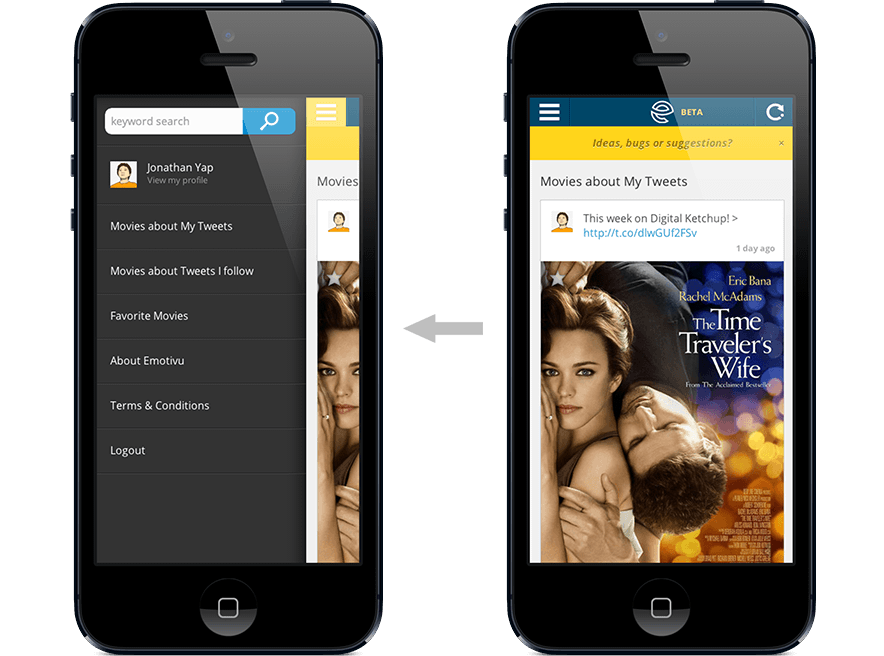 keyword search
Jonathan Yap
View my profile
Movies about My Tweets
Movies about Tweets I follow
Favorite Movies
About Emotivu
Terms & Conditions
Logout
Movies
BETA
Ideas, bugs or suggestions? ×
Movies about My Tweets
This week on Digital Ketchup! >
http://t.co/dlwGUf2FSv
1 day ago
Eric Bana
Rachel McAdams
The Time
Traveler's
Wife
From The Acclaimed Bestseller